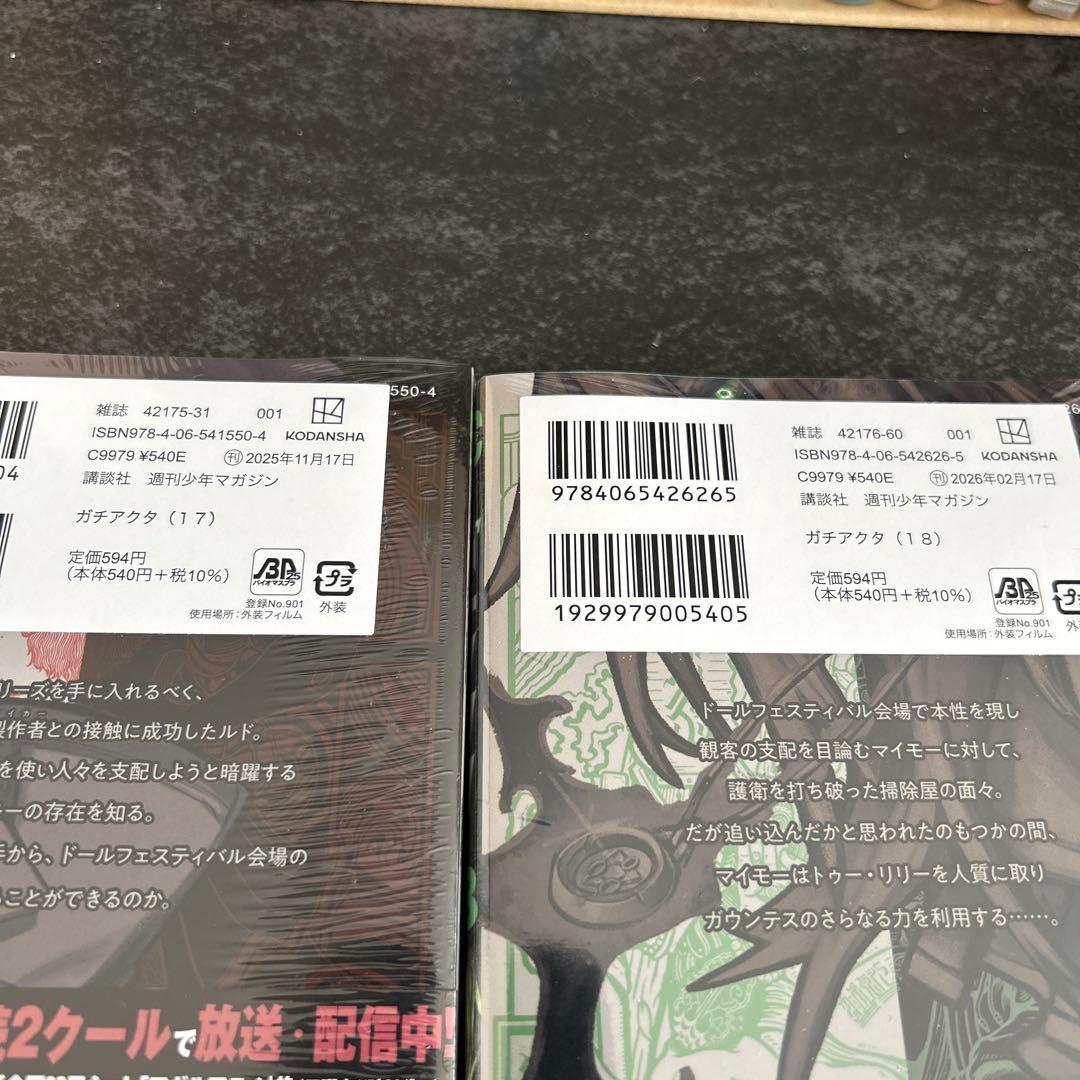 550-4
雑誌 42175-31 001
ISBN978-4-06-541550-4 KODANSHA
C9979 ¥540E 刊 2025年11月17日
講談社 週刊少年マガジン
ガチアクタ（17）
定価594円
（本体540円＋税10%）
バイオマスプラ 25
プラ
外装
登録No.901
使用場所：外装フィルム
04
リーズを手に入れるべく、
製作者との接触に成功したルド。
を使い人々を支配しようと暗躍する
モーの存在を知る。
手から、ドールフェスティバル会場の
ることができるのか。
2クールで放送・配信中!
雑誌 42176-60 001
ISBN978-4-06-542626-5 KODANSHA
C9979 ¥540E 刊 2026年02月17日
講談社 週刊少年マガジン
9784065426265
ガチアクタ（18）
定価594円
（本体540円＋税10%）
1929979005405
バイオマスプラ 25
プラ
登録No.901
使用場所：外装フィルム
ドールフェスティバル会場で本性を現し
観客の支配を目論むマイモーに対して、
護衛を打ち破った掃除屋の面々。
だが追い込んだかと思われたのもつかの間、
マイモーはトゥー・リリーを人質に取り
ガウンテスのさらなる力を利用する……。